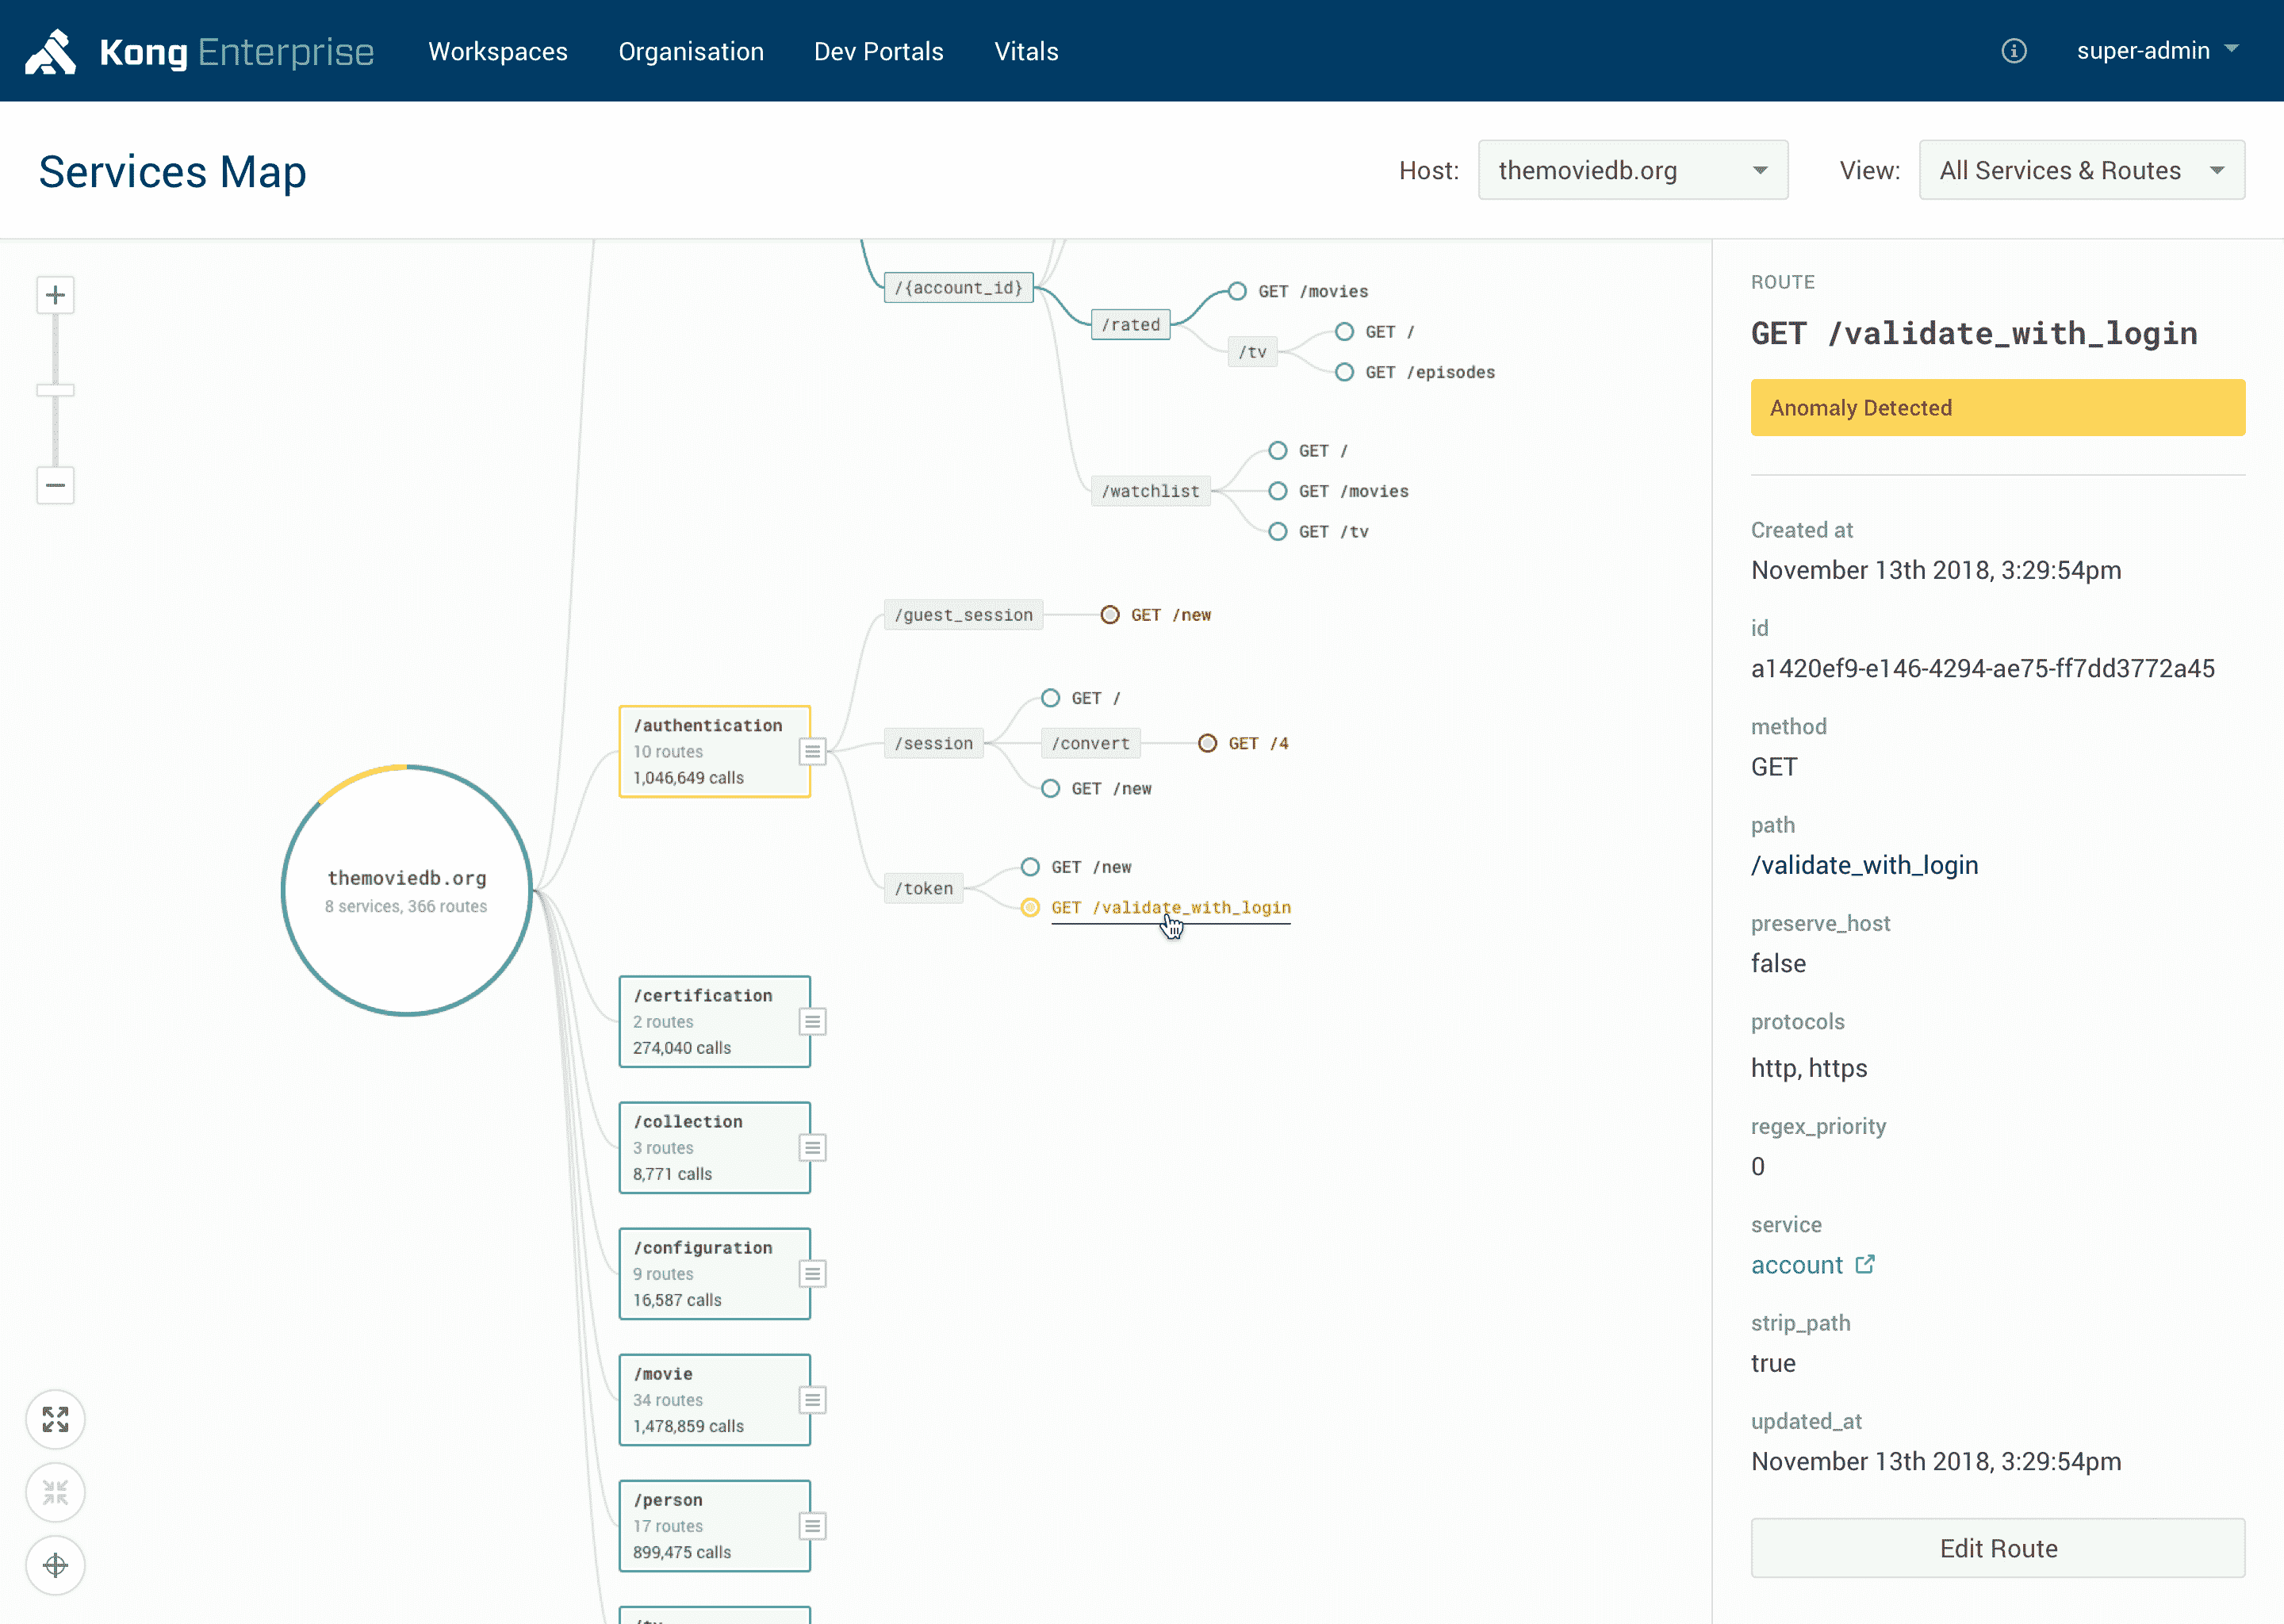 Kong Enterprise
Workspaces
Organisation
Dev Portals
Vitals
super-admin
Services Map
Host:
themoviedb.org
View:
All Services & Routes
/{account_id}
/rated
GET /movies
/tv
GET /
GET /episodes
/watchlist
GET /
GET /movies
GET /tv
/guest_session
GET /new
/authentication
10 routes
1,046,649 calls
/session
GET /
/convert
GET /4
GET /new
/token
GET /new
GET /validate_with_login
themoviedb.org
8 services, 366 routes
/certification
2 routes
274,040 calls
/collection
3 routes
8,771 calls
/configuration
9 routes
16,587 calls
/movie
34 routes
1,478,859 calls
/person
17 routes
899,475 calls
ROUTE
GET /validate_with_login
Anomaly Detected
Created at
November 13th 2018, 3:29:54pm
id
a1420ef9-e146-4294-ae75-ff7dd3772a45
method
GET
path
/validate_with_login
preserve_host
false
protocols
http, https
regex_priority
0
service
account
strip_path
true
updated_at
November 13th 2018, 3:29:54pm
Edit Route